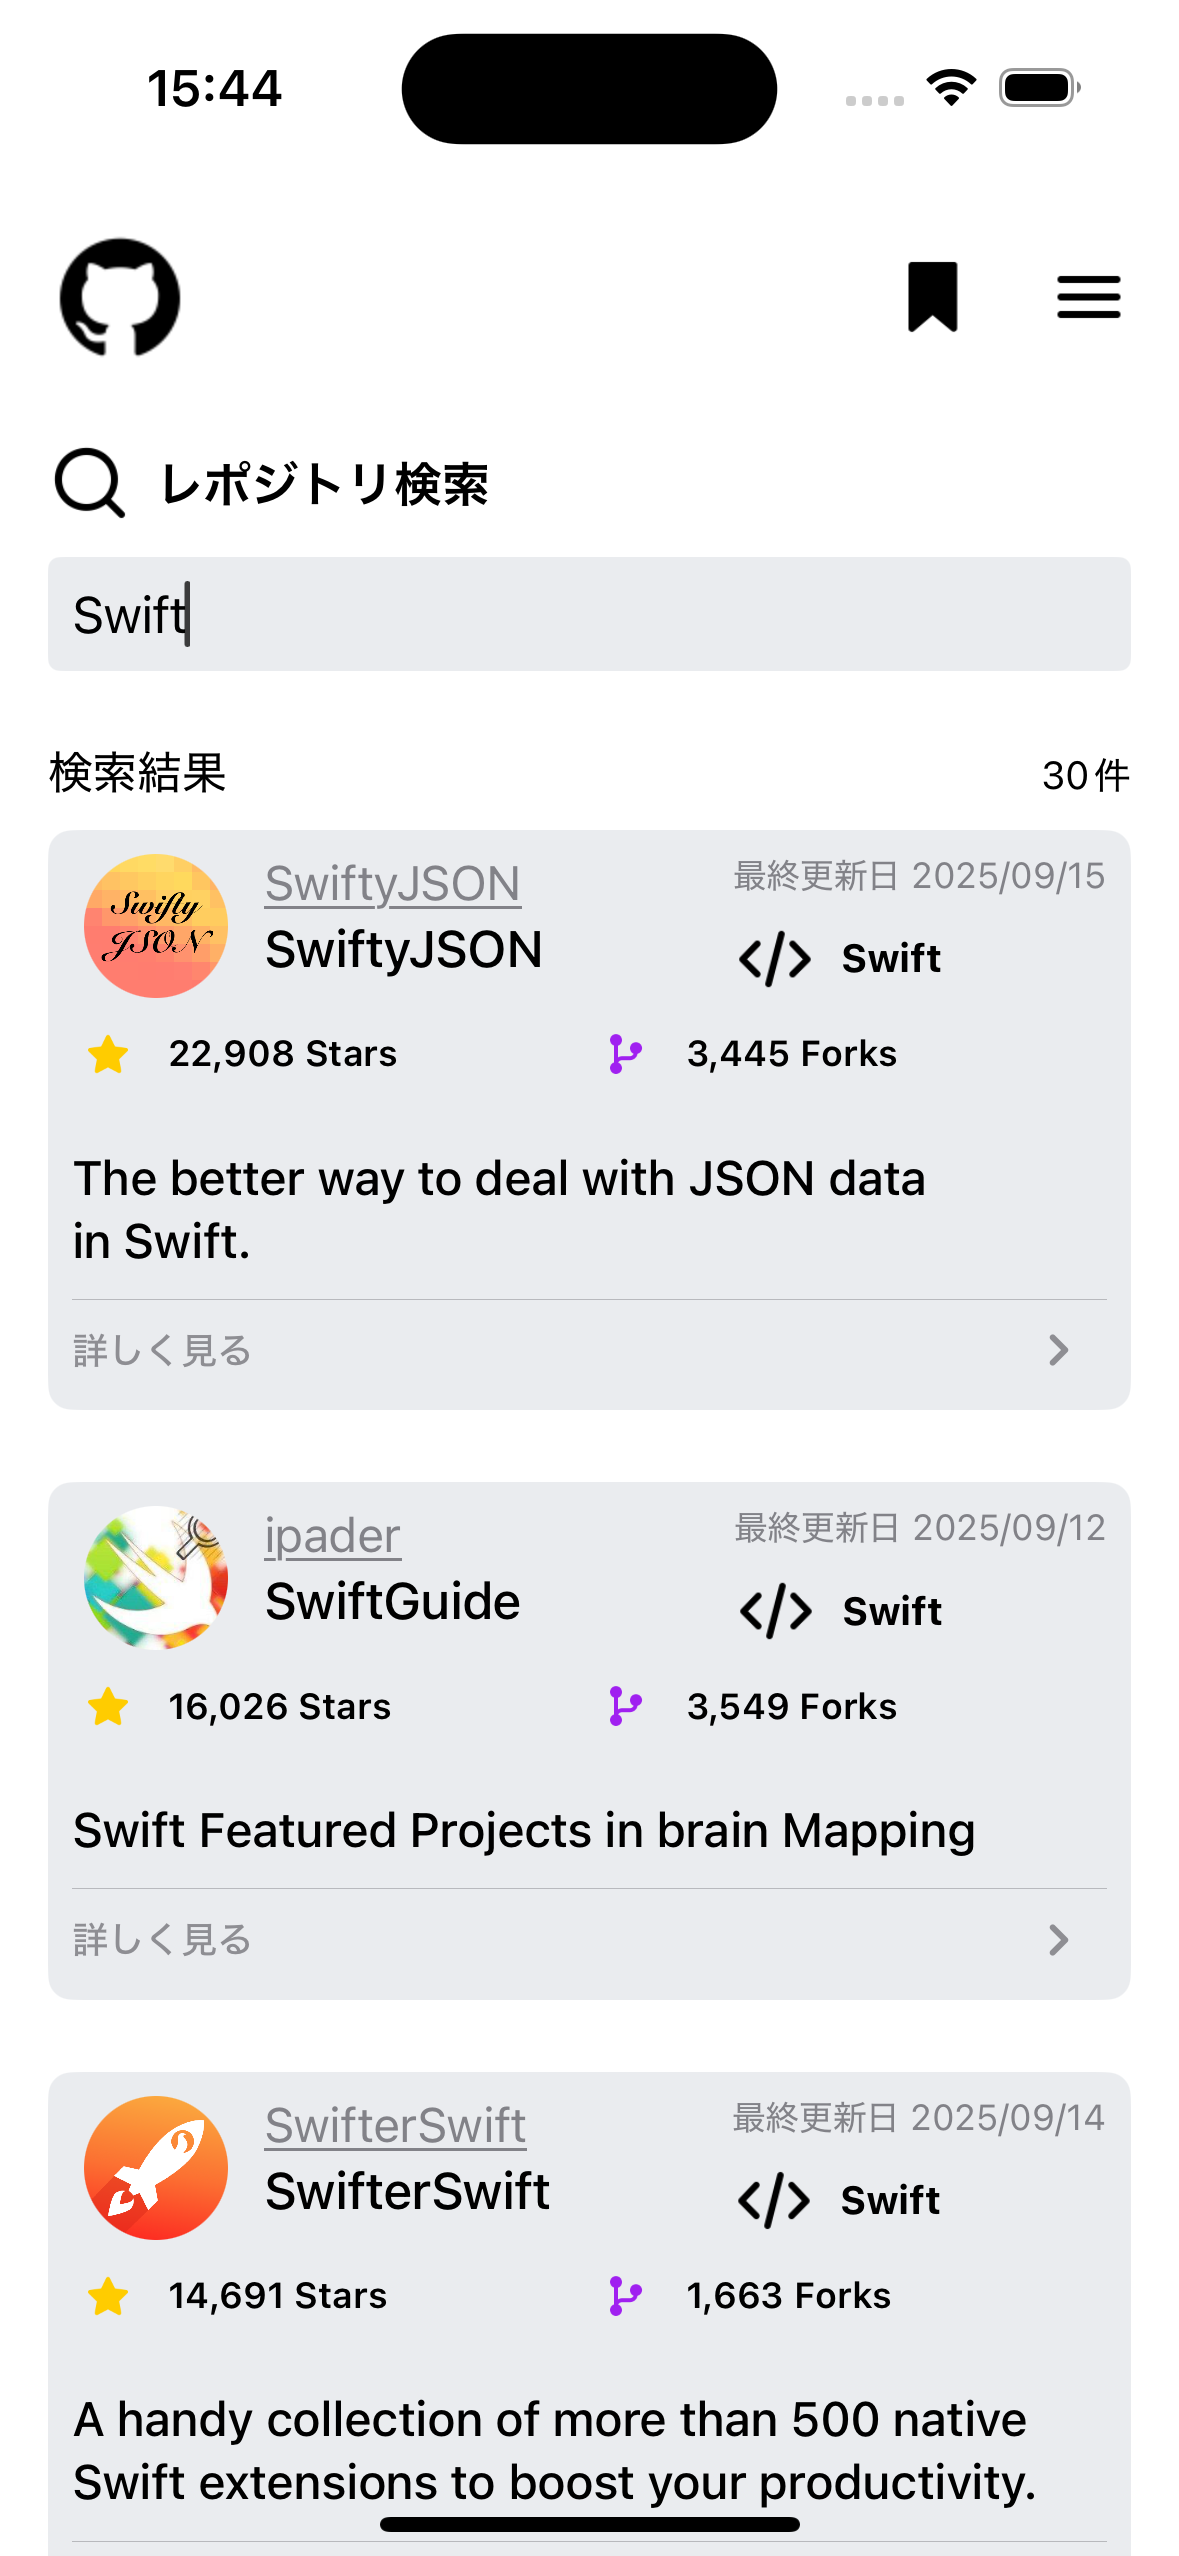 15:44
レポジトリ検索
Swift
検索結果
30件
Swifty
JSON
SwiftyJSON
最終更新日 2025/09/15
SwiftyJSON
Swift
22,908 Stars
3,445 Forks
The better way to deal with JSON data
in Swift.
詳しく見る
ipader
最終更新日 2025/09/12
SwiftGuide
Swift
16,026 Stars
3,549 Forks
Swift Featured Projects in brain Mapping
詳しく見る
SwifterSwift
最終更新日 2025/09/14
SwifterSwift
Swift
14,691 Stars
1,663 Forks
A handy collection of more than 500 native
Swift extensions to boost your productivity.